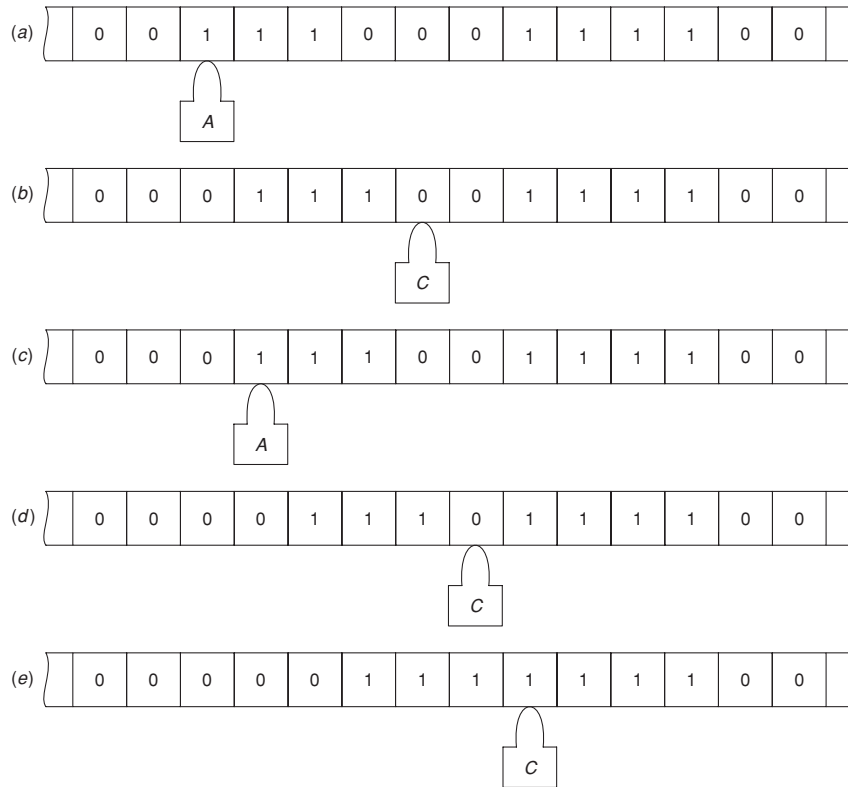 (a) 0 0 1 1 1 0 0 0 1 1 1 1 0 0
A
(b) 0 0 0 1 1 1 0 0 1 1 1 1 0 0
C
(c) 0 0 0 1 1 1 0 0 1 1 1 1 0 0
A
(d) 0 0 0 0 1 1 1 0 1 1 1 1 0 0
C
(e) 0 0 0 0 0 1 1 1 1 1 1 1 0 0
C